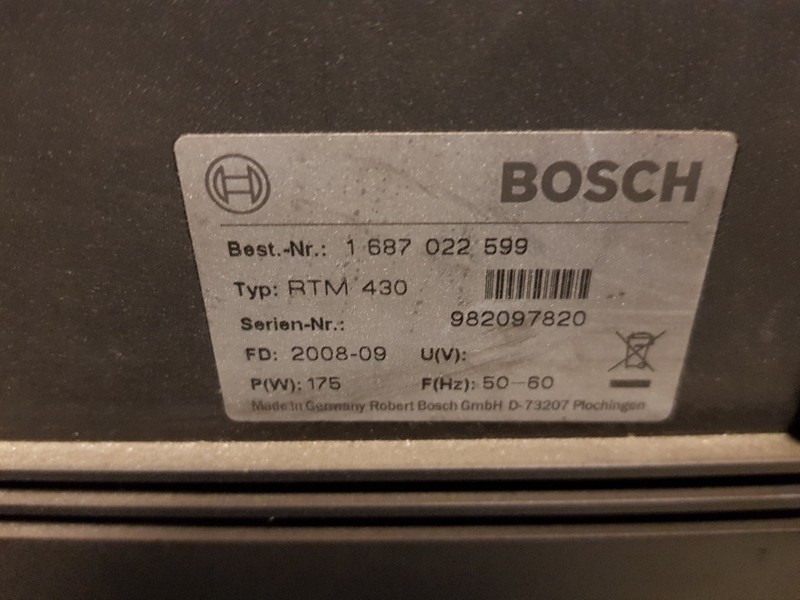 BOSCH
Best.-Nr.: 1 687 022 599
Typ: RTM 430
Serien-Nr.: 982097820
FD: 2008-09 U(V):
P(W): 175 F(Hz): 50-60
Made in Germany Robert Bosch GmbH D-73207 Plochingen